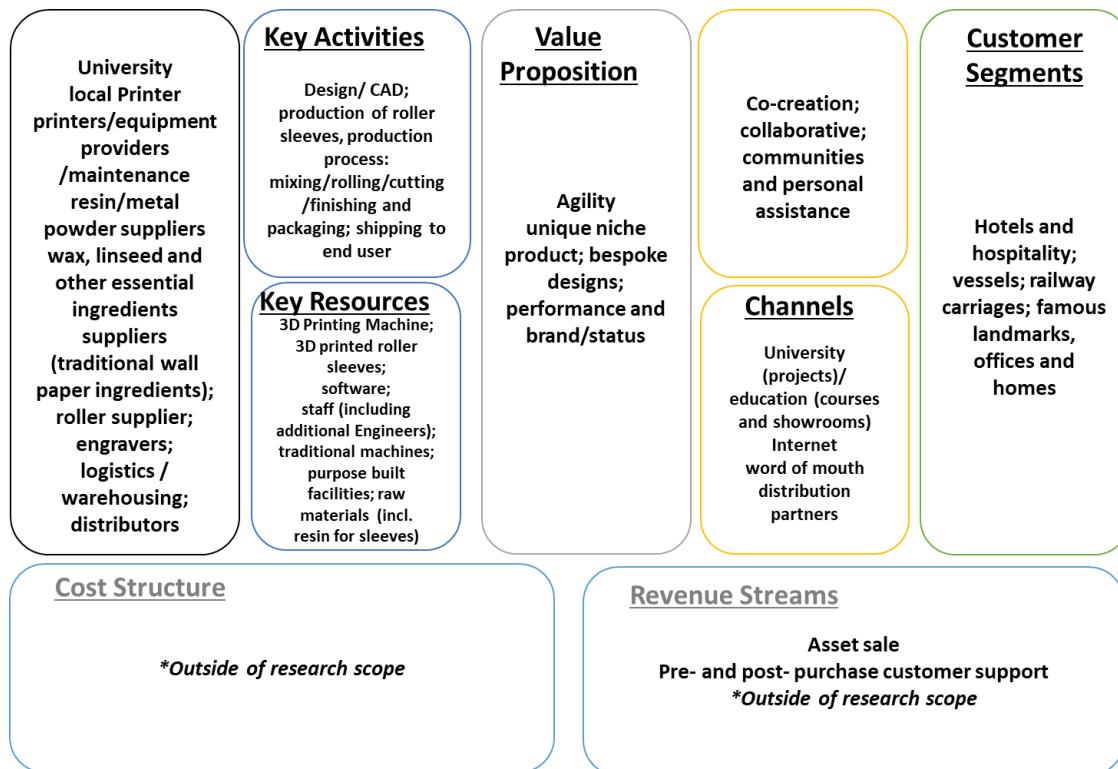 University
local Printer
printers/equipment
providers
/maintenance
resin/metal
powder suppliers
wax, linseed and
other essential
ingredients
suppliers
(traditional wall
paper ingredients);
roller supplier;
engravers;
logistics /
warehousing;
distributors
Key Activities
Design/ CAD;
production of roller
sleeves, production
process:
mixing/rolling/cutting
/finishing and
packaging; shipping to
end user
Key Resources
3D Printing Machine;
3D printed roller
sleeves;
software;
staff (including
additional Engineers);
traditional machines;
purpose built
facilities; raw
materials (incl.
resin for sleeves)
Value
Proposition
Agility
unique niche
product; bespoke
designs;
performance and
brand/status
Co-creation;
collaborative;
communities
and personal
assistance
Channels
University
(projects)/
education (courses
and showrooms)
Internet
word of mouth
distribution
partners
Customer
Segments
Hotels and
hospitality;
vessels; railway
carriages; famous
landmarks,
offices and
homes
Cost Structure
*Outside of research scope
Revenue Streams
Asset sale
Pre- and post- purchase customer support
*Outside of research scope